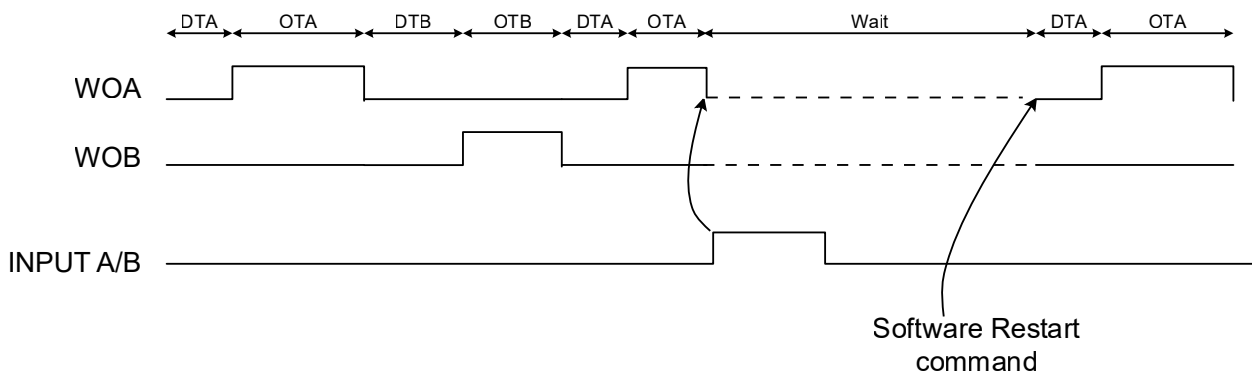 DTA OTA DTB OTB DTA OTA Wait DTA OTA
WOA
WOB
INPUT A/B
Software Restart
command